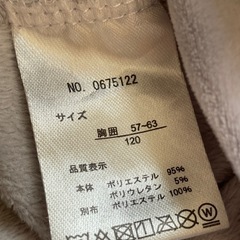 NO. 0675122
サイズ
胸囲 57-63
120
品質表示
本体 ポリエステル 95%
ポリウレタン 5%
別布 ポリエステル 100%